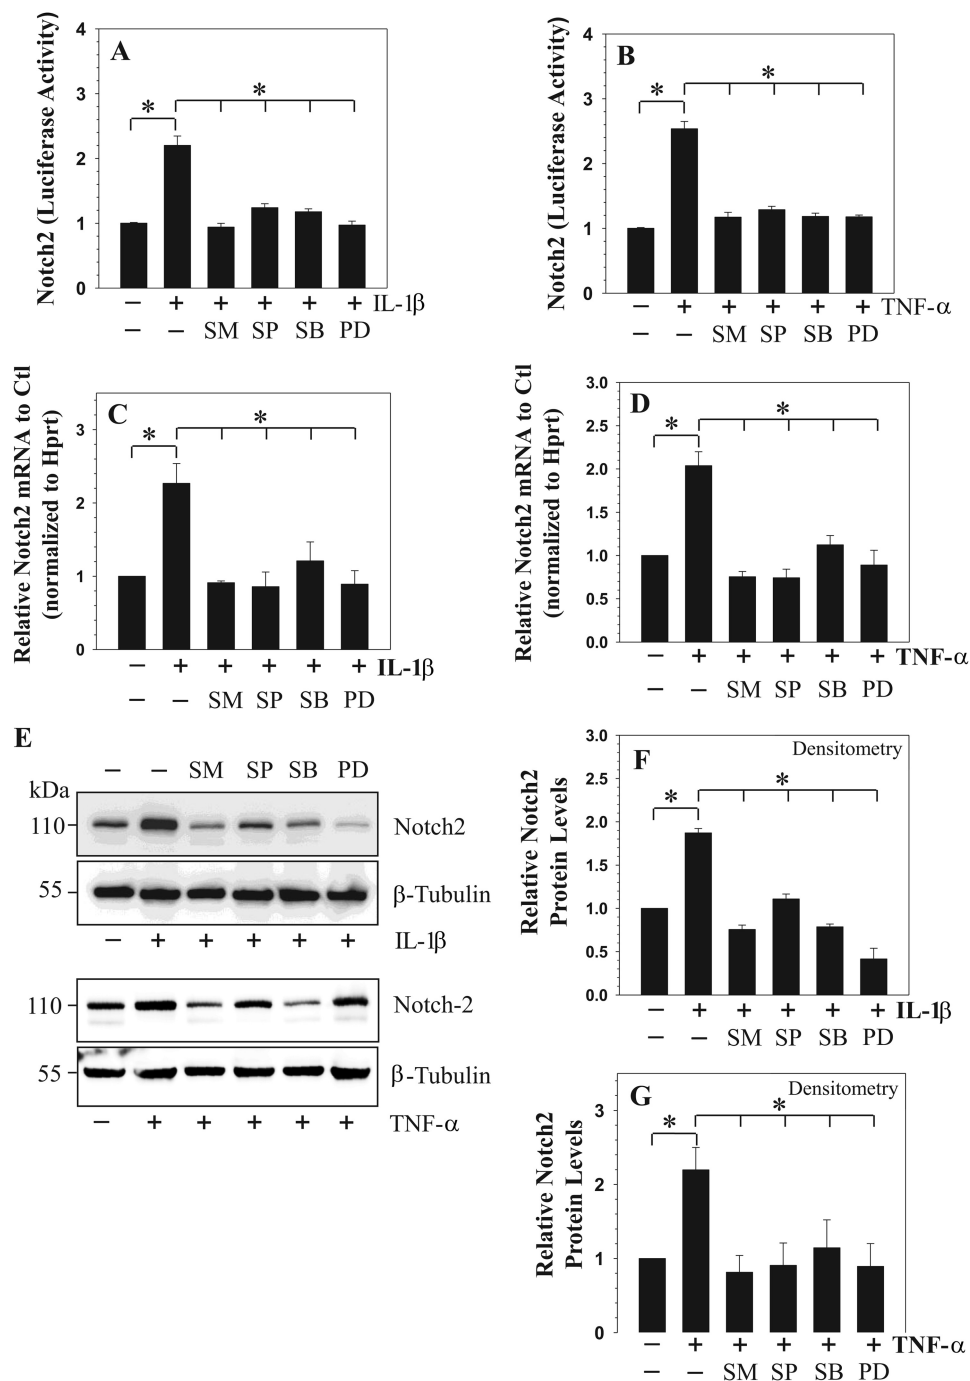 A
Notch2 (Luciferase Activity)
4
3
2
1
0
*
*
− + + + + + IL-1β
− − SM SP SB PD
B
Notch2 (Luciferase Activity)
4
3
2
1
0
*
*
− + + + + + TNF-α
− − SM SP SB PD
C
Relative Notch2 mRNA to Ctl
(normalized to Hprt)
3
2
1
0
*
*
− + + + + + IL-1β
− − SM SP SB PD
D
Relative Notch2 mRNA to Ctl
(normalized to Hprt)
3.0
2.5
2.0
1.5
1.0
0.5
0.0
*
*
− + + + + + TNF-α
− − SM SP SB PD
E
− − SM SP SB PD
kDa
110 Notch2
55 β-Tubulin
− + + + + + IL-1β
110 Notch-2
55 β-Tubulin
− + + + + + TNF-α
F
Densitometry
Relative Notch2
Protein Levels
3.0
2.5
2.0
1.5
1.0
0.5
0.0
*
*
− + + + + + IL-1β
− − SM SP SB PD
G
Densitometry
Relative Notch2
Protein Levels
3
2
1
0
*
*
− + + + + + TNF-α
− − SM SP SB PD